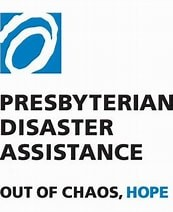 PRESBYTERIAN
DISASTER
ASSISTANCE
OUT OF CHAOS, HOPE